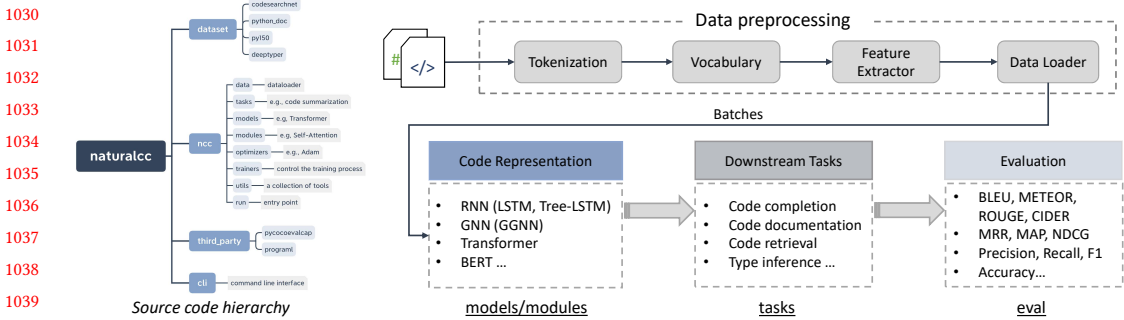 1030
1031
1032
1033
1034
1035
1036
1037
1038
1039
naturalcc
dataset
codesearchnet
python_doc
py150
deeptyper
ncc
data
dataloader
tasks
e.g., code summarization
models
e.g, Transformer
modules
e.g, Self-Attention
optimizers
e.g., Adam
trainers
control the training process
utils
a collection of tools
run
entry point
third_party
pycocoevalcap
programl
cli
command line interface
Source code hierarchy
#
</>
Data preprocessing
Tokenization
Vocabulary
Feature
Extractor
Data Loader
Batches
Code Representation
• RNN (LSTM, Tree-LSTM)
• GNN (GGNN)
• Transformer
• BERT ...
models/modules
Downstream Tasks
• Code completion
• Code documentation
• Code retrieval
• Type inference ...
tasks
Evaluation
• BLEU, METEOR,
ROUGE, CIDER
• MRR, MAP, NDCG
• Precision, Recall, F1
• Accuracy...
eval